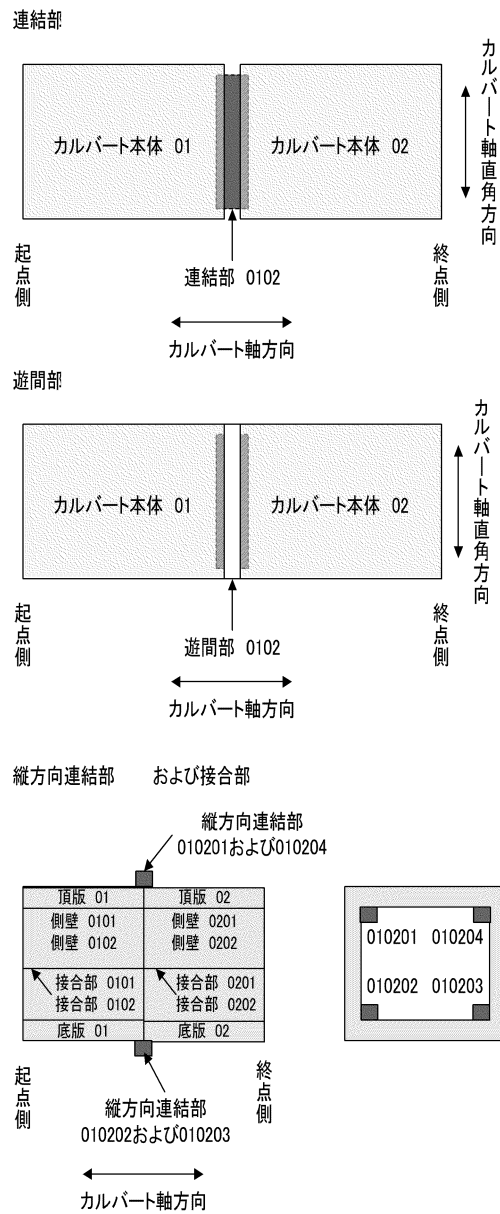 連結部
カルバート本体 01
カルバート本体 02
カルバート軸直角方向
起点側
終点側
連結部 0102
カルバート軸方向
遊間部
カルバート本体 01
カルバート本体 02
カルバート軸直角方向
起点側
終点側
遊間部 0102
カルバート軸方向
縦方向連結部 および接合部
縦方向連結部
010201および010204
頂版 01
頂版 02
側壁 0101
側壁 0102
側壁 0201
側壁 0202
接合部 0101
接合部 0102
接合部 0201
接合部 0202
底版 01
底版 02
起点側
終点側
縦方向連結部
010202および010203
カルバート軸方向
010201 010204
010202 010203